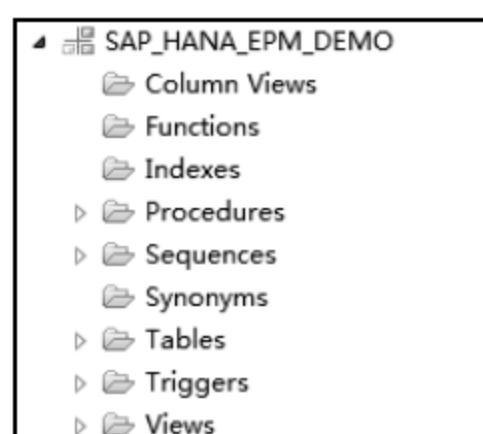 SAP_HANA_EPM_DEMO
Column Views
Functions
Indexes
Procedures
Sequences
Synonyms
Tables
Triggers
Views